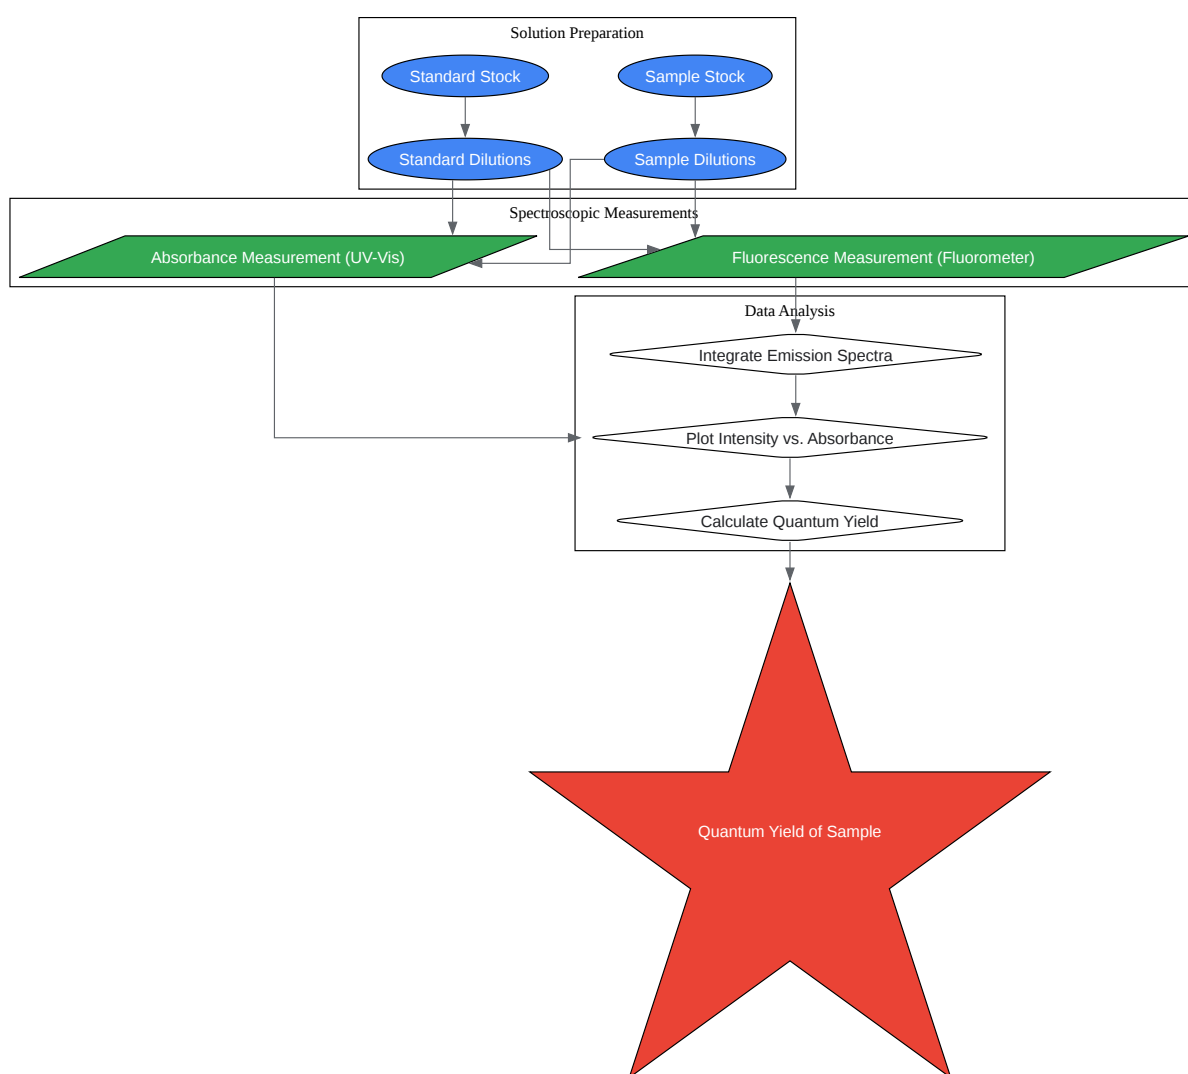 Solution Preparation
Standard Stock
Sample Stock
Standard Dilutions
Sample Dilutions
Spectroscopic Measurements
Absorbance Measurement (UV-Vis)
Fluorescence Measurement (Fluorometer)
Data Analysis
Integrate Emission Spectra
Plot Intensity vs. Absorbance
Calculate Quantum Yield
Quantum Yield of Sample